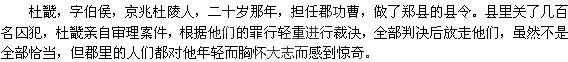 杜畿，字伯侯，京兆杜陵人，二十岁那年，担任郡功曹，做了郑县的县令。县里关了几百
名囚犯，杜畿亲自审理案件，根据他们的罪行轻重进行裁决，全部判决后放走他们，虽然不是
全部恰当，但郡里的人们都对他年轻而胸怀大志而感到惊奇。